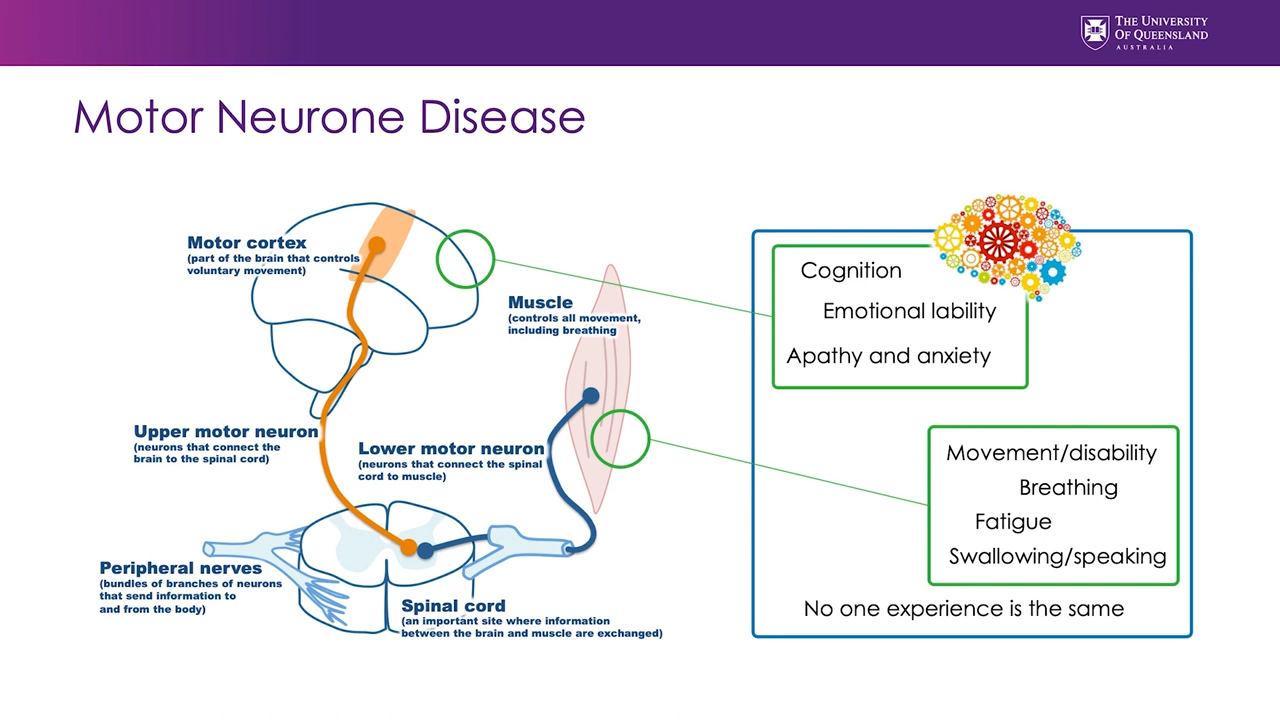 THE UNIVERSITY
OF QUEENSLAND
AUSTRALIA
Motor Neurone Disease
Motor cortex
(part of the brain that controls
voluntary movement)
Muscle
(controls all movement,
including breathing
Upper motor neuron
(neurons that connect the
brain to the spinal cord)
Lower motor neuron
(neurons that connect the spinal
cord to muscle)
Peripheral nerves
(bundles of branches of neurons
that send information to
and from the body)
Spinal cord
(an important site where information
between the brain and muscle are exchanged)
Cognition
Emotional lability
Apathy and anxiety
Movement/disability
Breathing
Fatigue
Swallowing/speaking
No one experience is the same